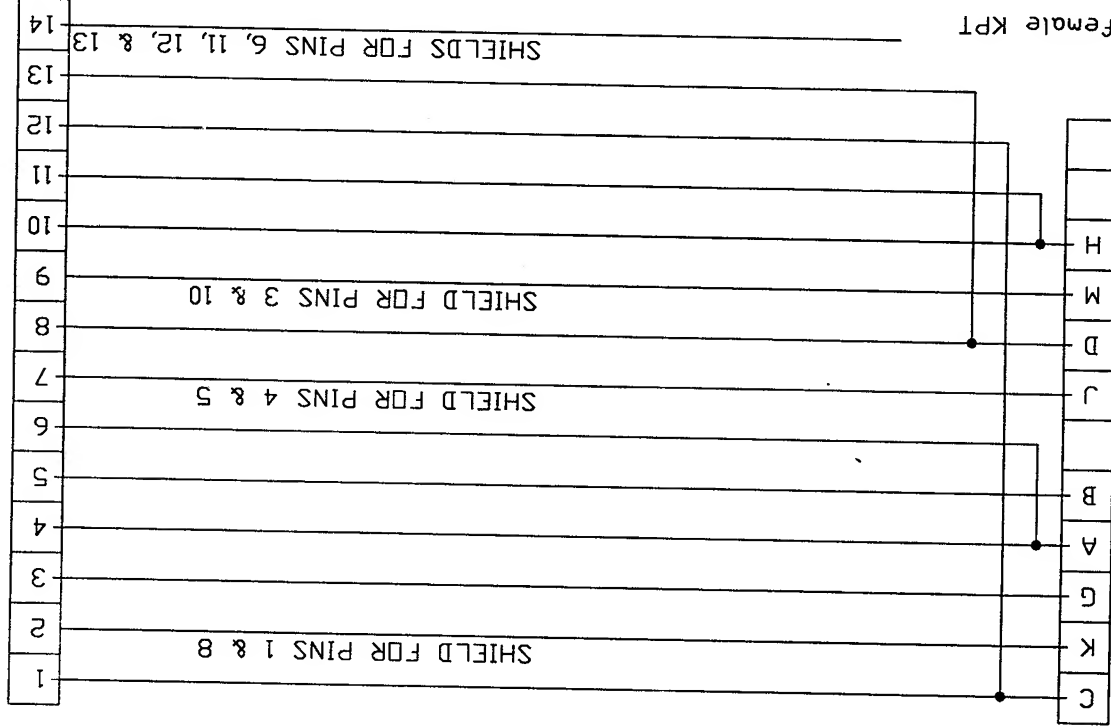 C 1
K SHIELD FOR PINS 1 & 8 2
G 3
A 4
B 5
6
J SHIELD FOR PINS 4 & 5 7
D 8
M SHIELD FOR PINS 3 & 10 9
H 10
11
12
13
SHIELDS FOR PINS 6, 11, 12, & 13 14
female KPT